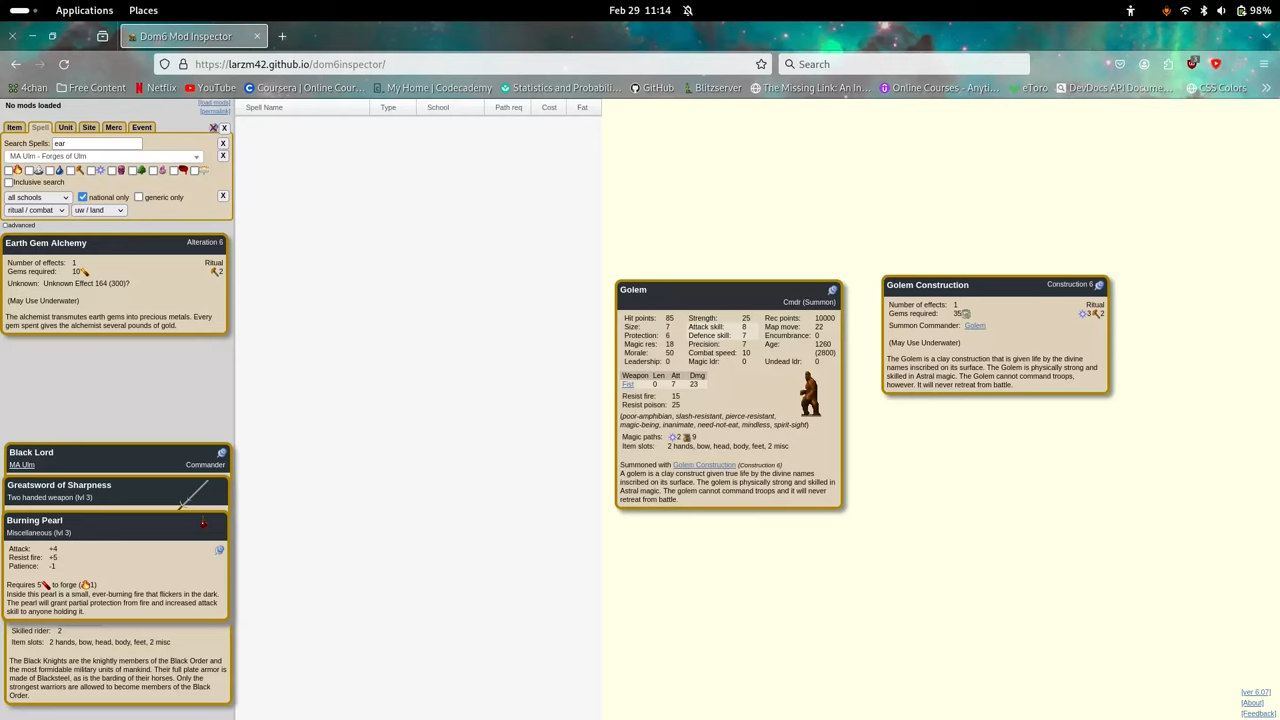 Applications
Places
Feb 29 11:14
98%
Dom6 Mod Inspector
https://larzm42.github.io/dom6inspector/
Search
4chan
Free Content
Netflix
YouTube
Coursera | Online Cour…
My Home | Codecademy
Statistics and Probabili…
GitHub
Blitzserver
The Missing Link: An In…
Online Courses - Anyti…
eToro
DevDocs API Documen…
CSS Colors
No mods loaded
[load mods]
[permalink]
Item
Spell
Unit
Site
Merc
Event
X
Search Spells:
ear
X
MA Ulm - Forges of Ulm
X
Inclusive search
all schools
national only
generic only
X
ritual / combat
uw / land
advanced
Spell Name
Type
School
Path req
Cost
Fat
Earth Gem Alchemy
Alteration 6
Number of effects: 1
Ritual
Gems required: 10
2
Unknown: Unknown Effect 164 (300)?
(May Use Underwater)
The alchemist transmutes earth gems into precious metals. Every
gem spent gives the alchemist several pounds of gold.
Black Lord
MA Ulm
Commander
Greatsword of Sharpness
Two handed weapon (lvl 3)
Burning Pearl
Miscellaneous (lvl 3)
Attack: +4
Resist fire: +5
Patience: -1
Requires 5 to forge (1)
Inside this pearl is a small, ever-burning fire that flickers in the dark.
The pearl will grant partial protection from fire and increased attack
skill to anyone holding it.
Skilled rider: 2
Item slots: 2 hands, bow, head, body, feet, 2 misc
The Black Knights are the knightly members of the Black Order and
the most formidable military units of mankind. Their full plate armor is
made of Blacksteel, as is the barding of their horses. Only the
strongest warriors are allowed to become members of the Black
Order.
Golem
Cmdr (Summon)
Hit points: 85 Strength: 25 Rec points: 10000
Size: 7 Attack skill: 8 Map move: 22
Protection: 6 Defence skill: 7 Encumbrance: 0
Magic res: 18 Precision: 7 Age: 1260
Morale: 50 Combat speed: 10 (2800)
Leadership: 0 Magic ldr: 0 Undead ldr: 0
Weapon Len Att Dmg
Fist 0 7 23
Resist fire: 15
Resist poison: 25
(poor-amphibian, slash-resistant, pierce-resistant,
magic-being, inanimate, need-not-eat, mindless, spirit-sight)
Magic paths: 2 9
Item slots: 2 hands, bow, head, body, feet, 2 misc
Summoned with Golem Construction (Construction 6)
A golem is a clay construct given true life by the divine names
inscribed on its surface. The golem is physically strong and skilled in
Astral magic. The golem cannot command troops and it will never
retreat from battle.
Golem Construction
Construction 6
Number of effects: 1
Ritual
Gems required: 35
3 2
Summon Commander: Golem
(May Use Underwater)
The Golem is a clay construction that is given life by the divine
names inscribed on its surface. The Golem is physically strong and
skilled in Astral magic. The Golem cannot command troops,
however. It will never retreat from battle.
[ver 6.07]
[About]
[Feedback]